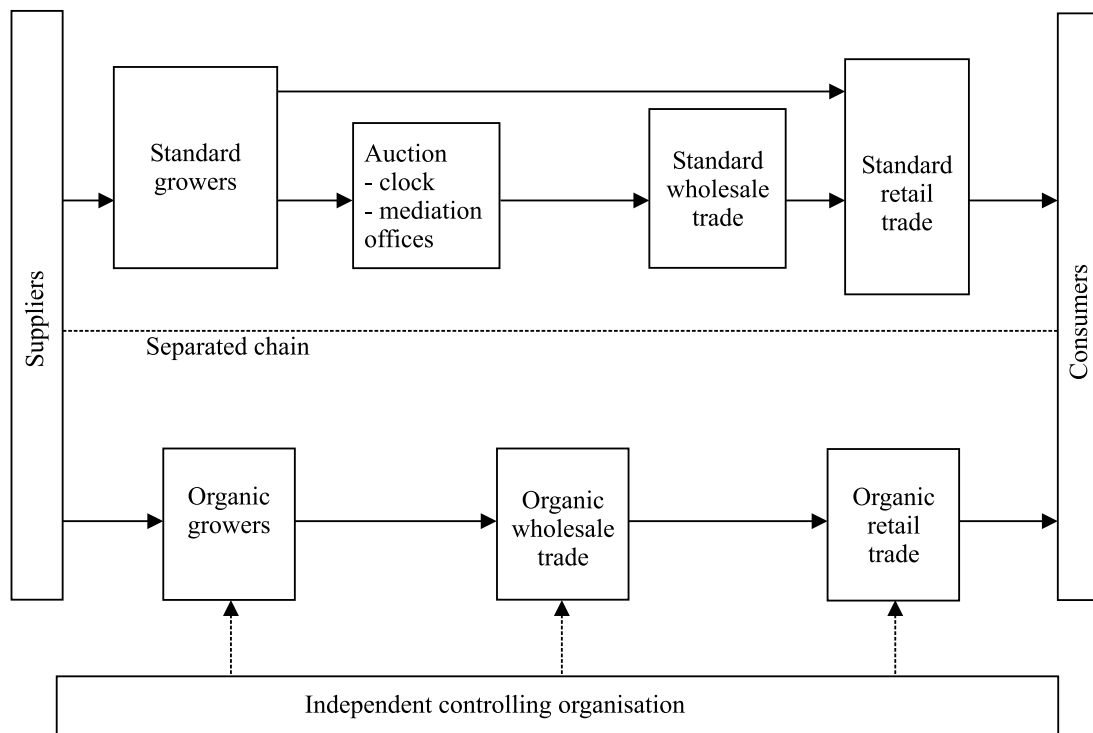 Suppliers
Standard
growers
Auction
- clock
- mediation
offices
Standard
wholesale
trade
Standard
retail
trade
Consumers
Separated chain
Organic
growers
Organic
wholesale
trade
Organic
retail
trade
Independent controlling organisation